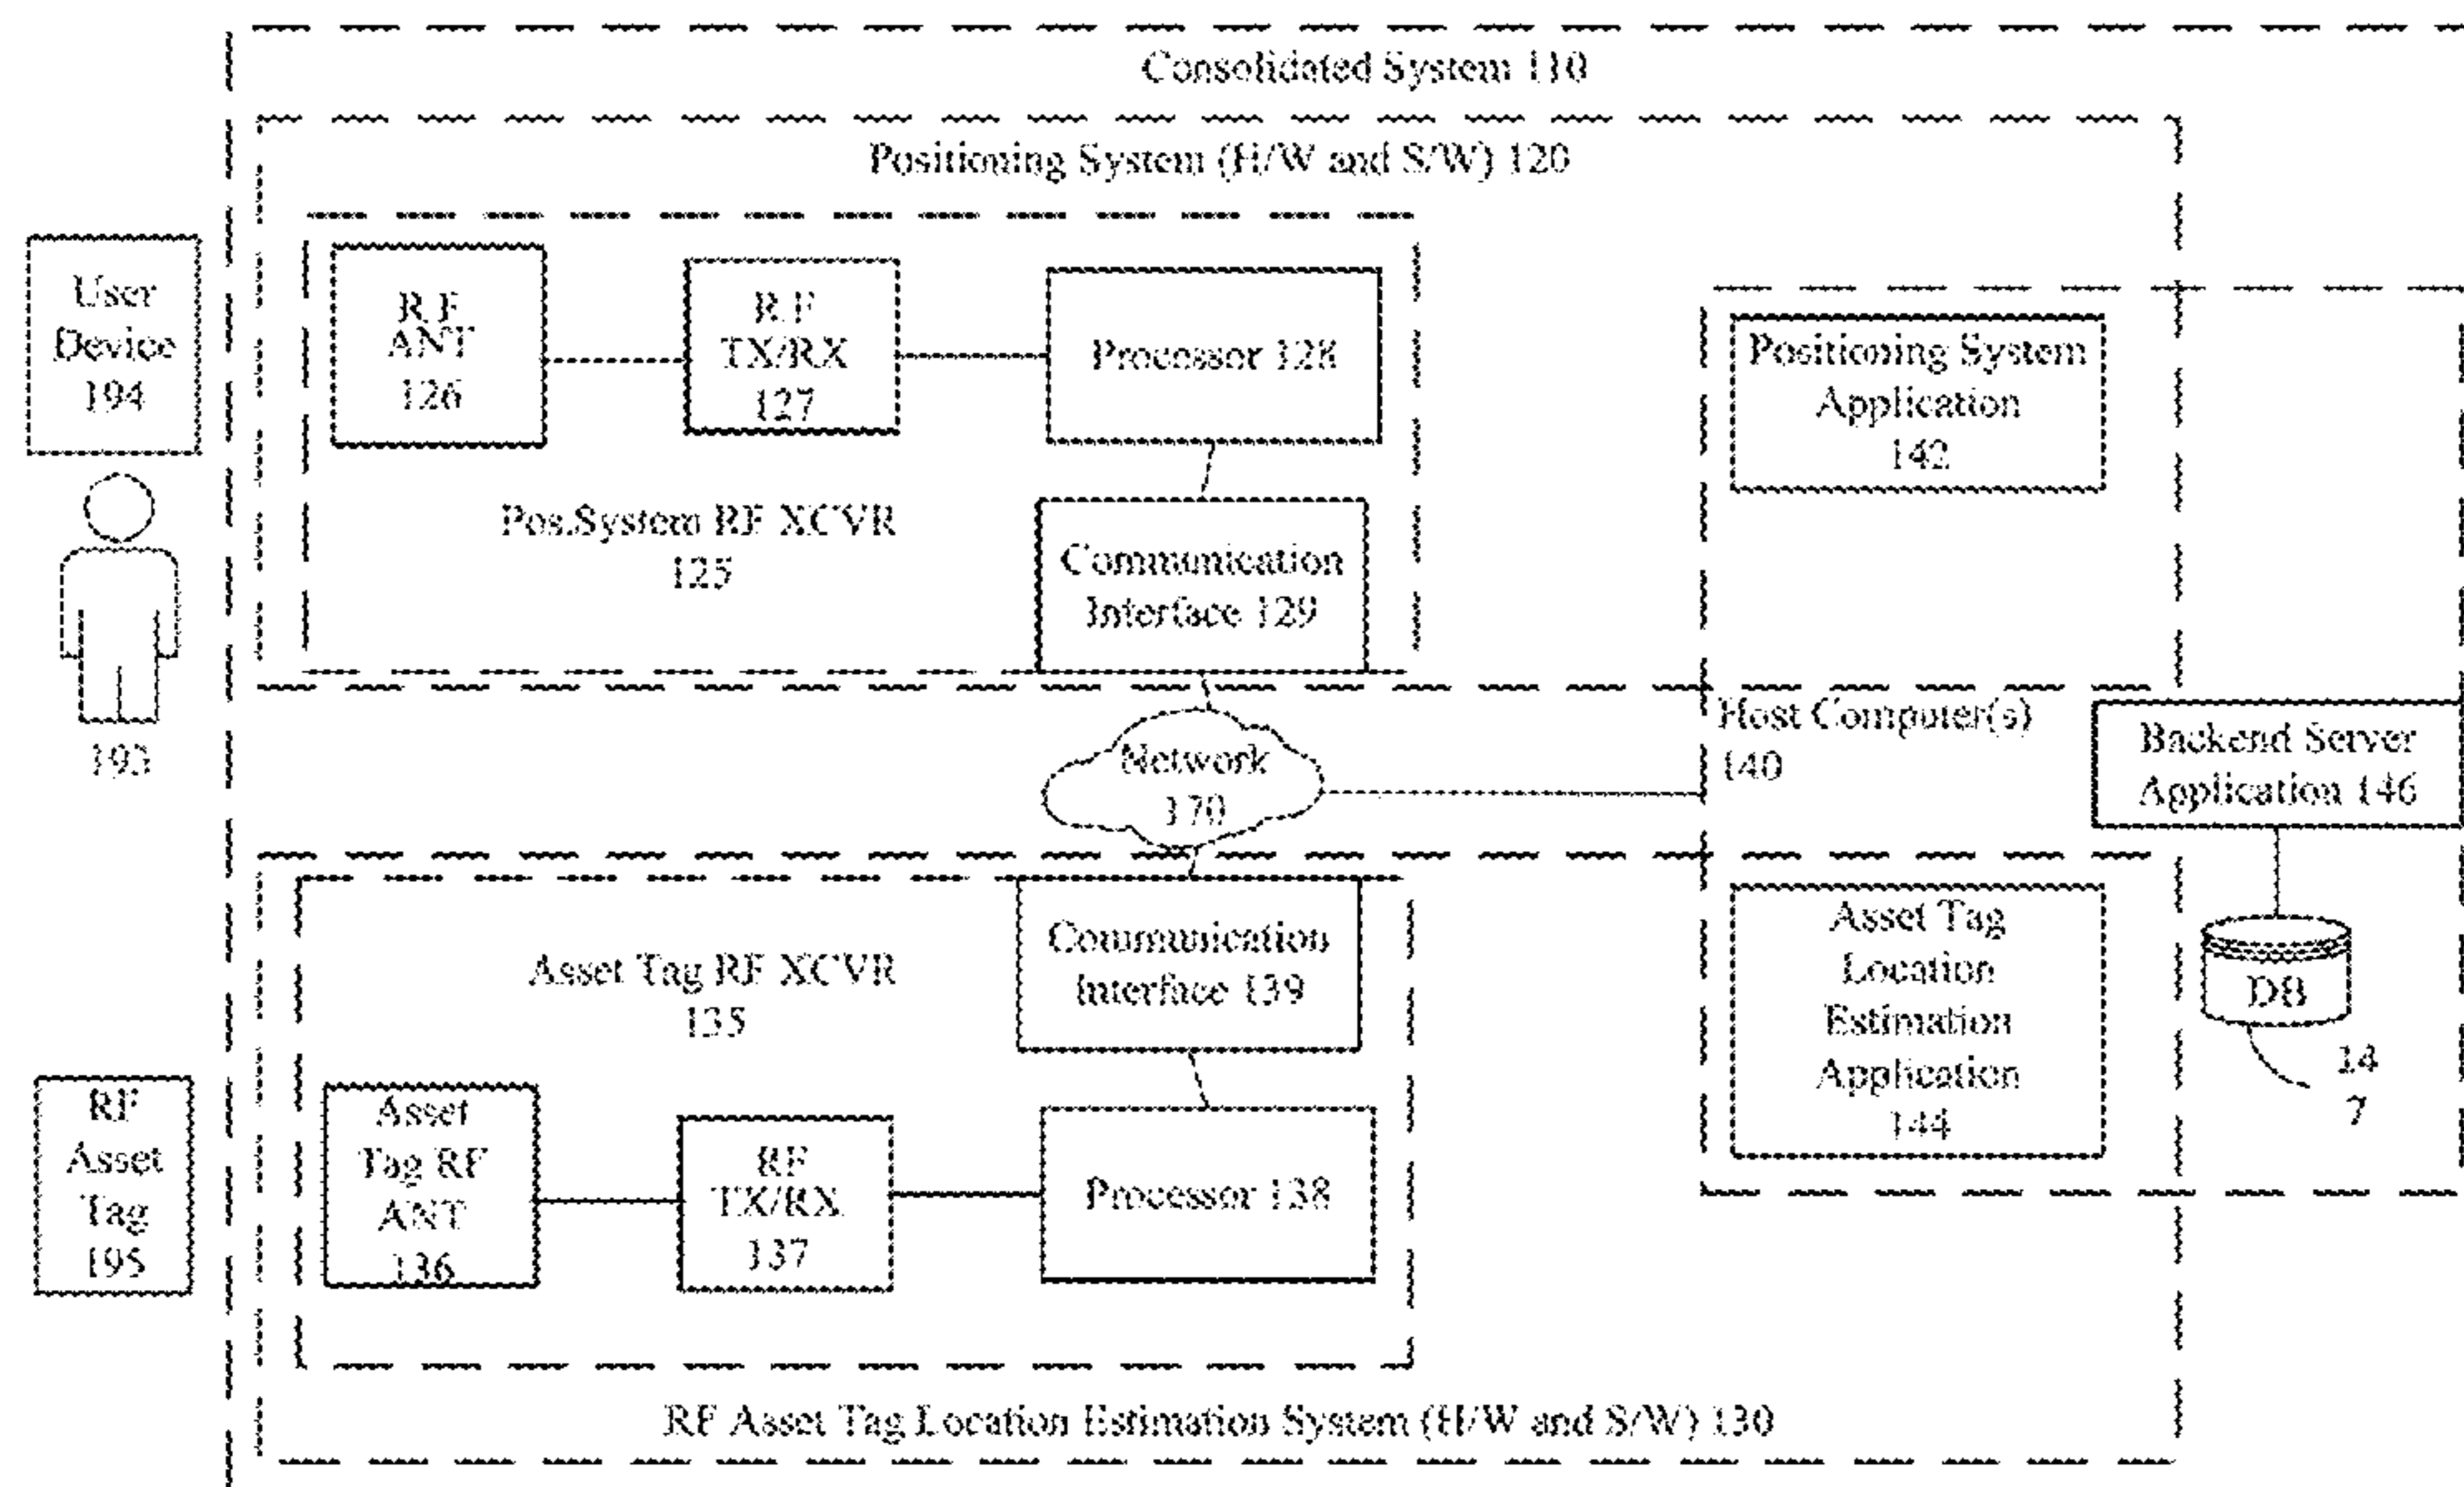 Consolidated System 110
Positioning System (H/W and S/W) 120
User
Device
194
R.F
ANT
126
R.F
TX/RX
127
Processor 128
Positioning System
Application
142
Pos.System RF XCVR
125
Communication
Interface 129
193
Network
170
Host Computer(s)
140
Backend Server
Application 146
Asset Tag RF XCVR
135
Communication
Interface 139
Asset Tag
Location
Estimation
Application
144
DB
14
7
RF
Asset
Tag
195
Asset
Tag RF
ANT
136
RF
TX/RX
137
Processor 138
RF Asset Tag Location Estimation System (H/W and S/W) 130